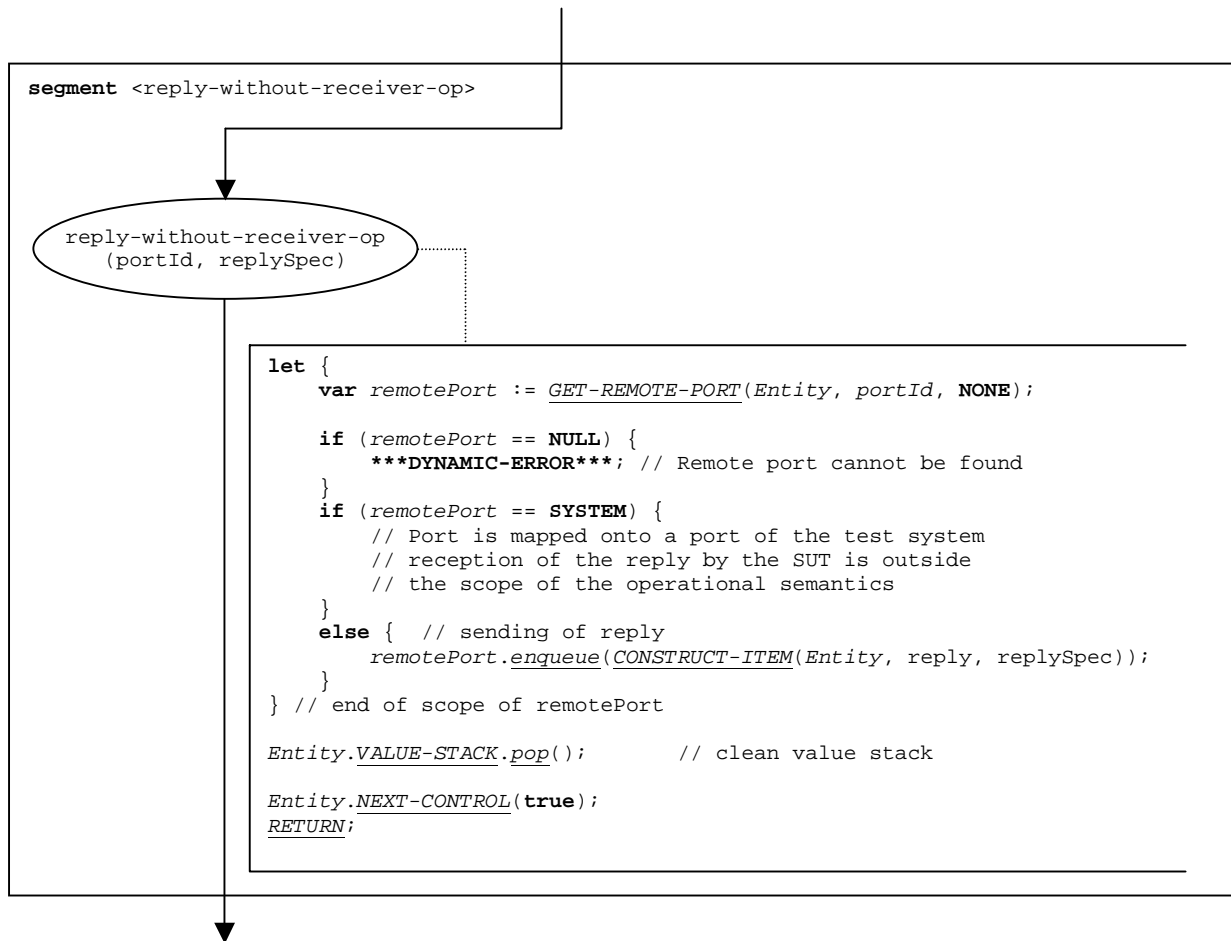 segment <reply-without-receiver-op>
reply-without-receiver-op
(portId, replySpec)
let {
var remotePort := GET-REMOTE-PORT(Entity, portId, NONE);
if (remotePort == NULL) {
***DYNAMIC-ERROR***; // Remote port cannot be found
}
if (remotePort == SYSTEM) {
// Port is mapped onto a port of the test system
// reception of the reply by the SUT is outside
// the scope of the operational semantics
}
else { // sending of reply
remotePort.enqueue(CONSTRUCT-ITEM(Entity, reply, replySpec));
}
} // end of scope of remotePort
Entity.VALUE-STACK.pop(); // clean value stack
Entity.NEXT-CONTROL(true);
RETURN;